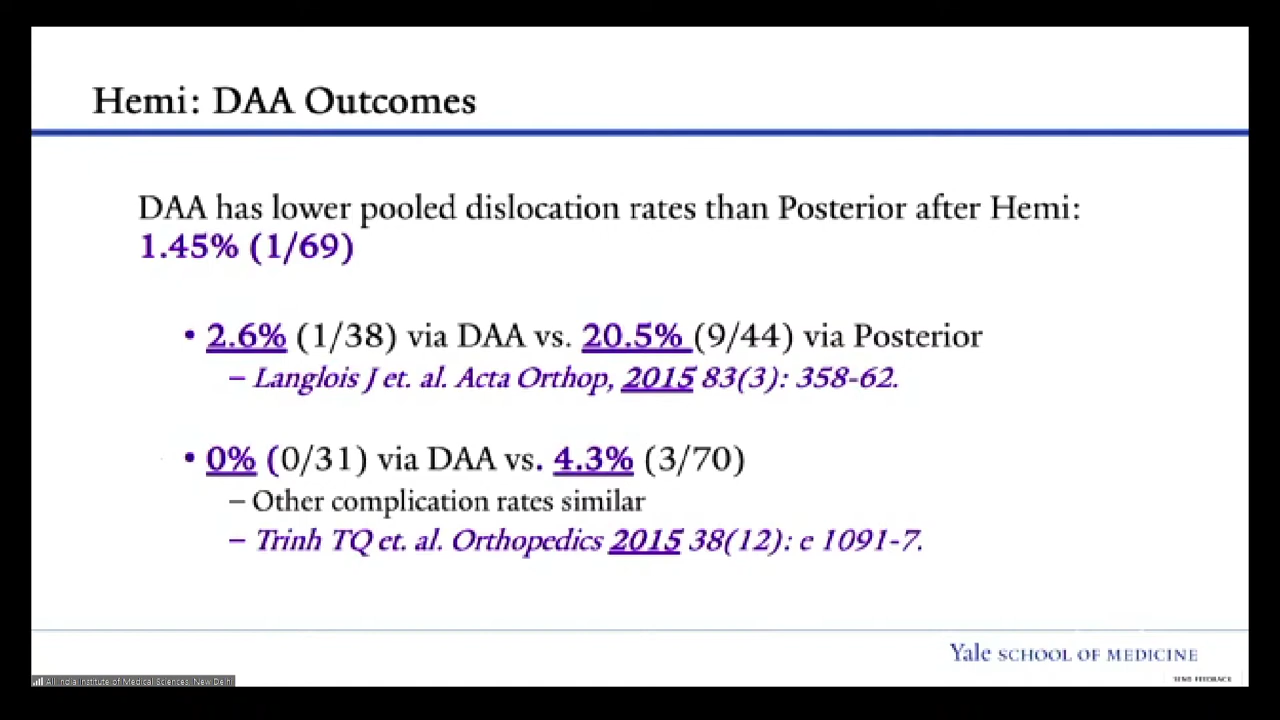 Hemi: DAA Outcomes
DAA has lower pooled dislocation rates than Posterior after Hemi:
1.45% (1/69)
• 2.6% (1/38) via DAA vs. 20.5% (9/44) via Posterior
– Langlois J et. al. Acta Orthop, 2015 83(3): 358-62.
• 0% (0/31) via DAA vs. 4.3% (3/70)
– Other complication rates similar
– Trinh TQ et. al. Orthopedics 2015 38(12): e 1091-7.
Yale SCHOOL OF MEDICINE
All India Institute of Medical Sciences, New Delhi
SEND FEEDBACK